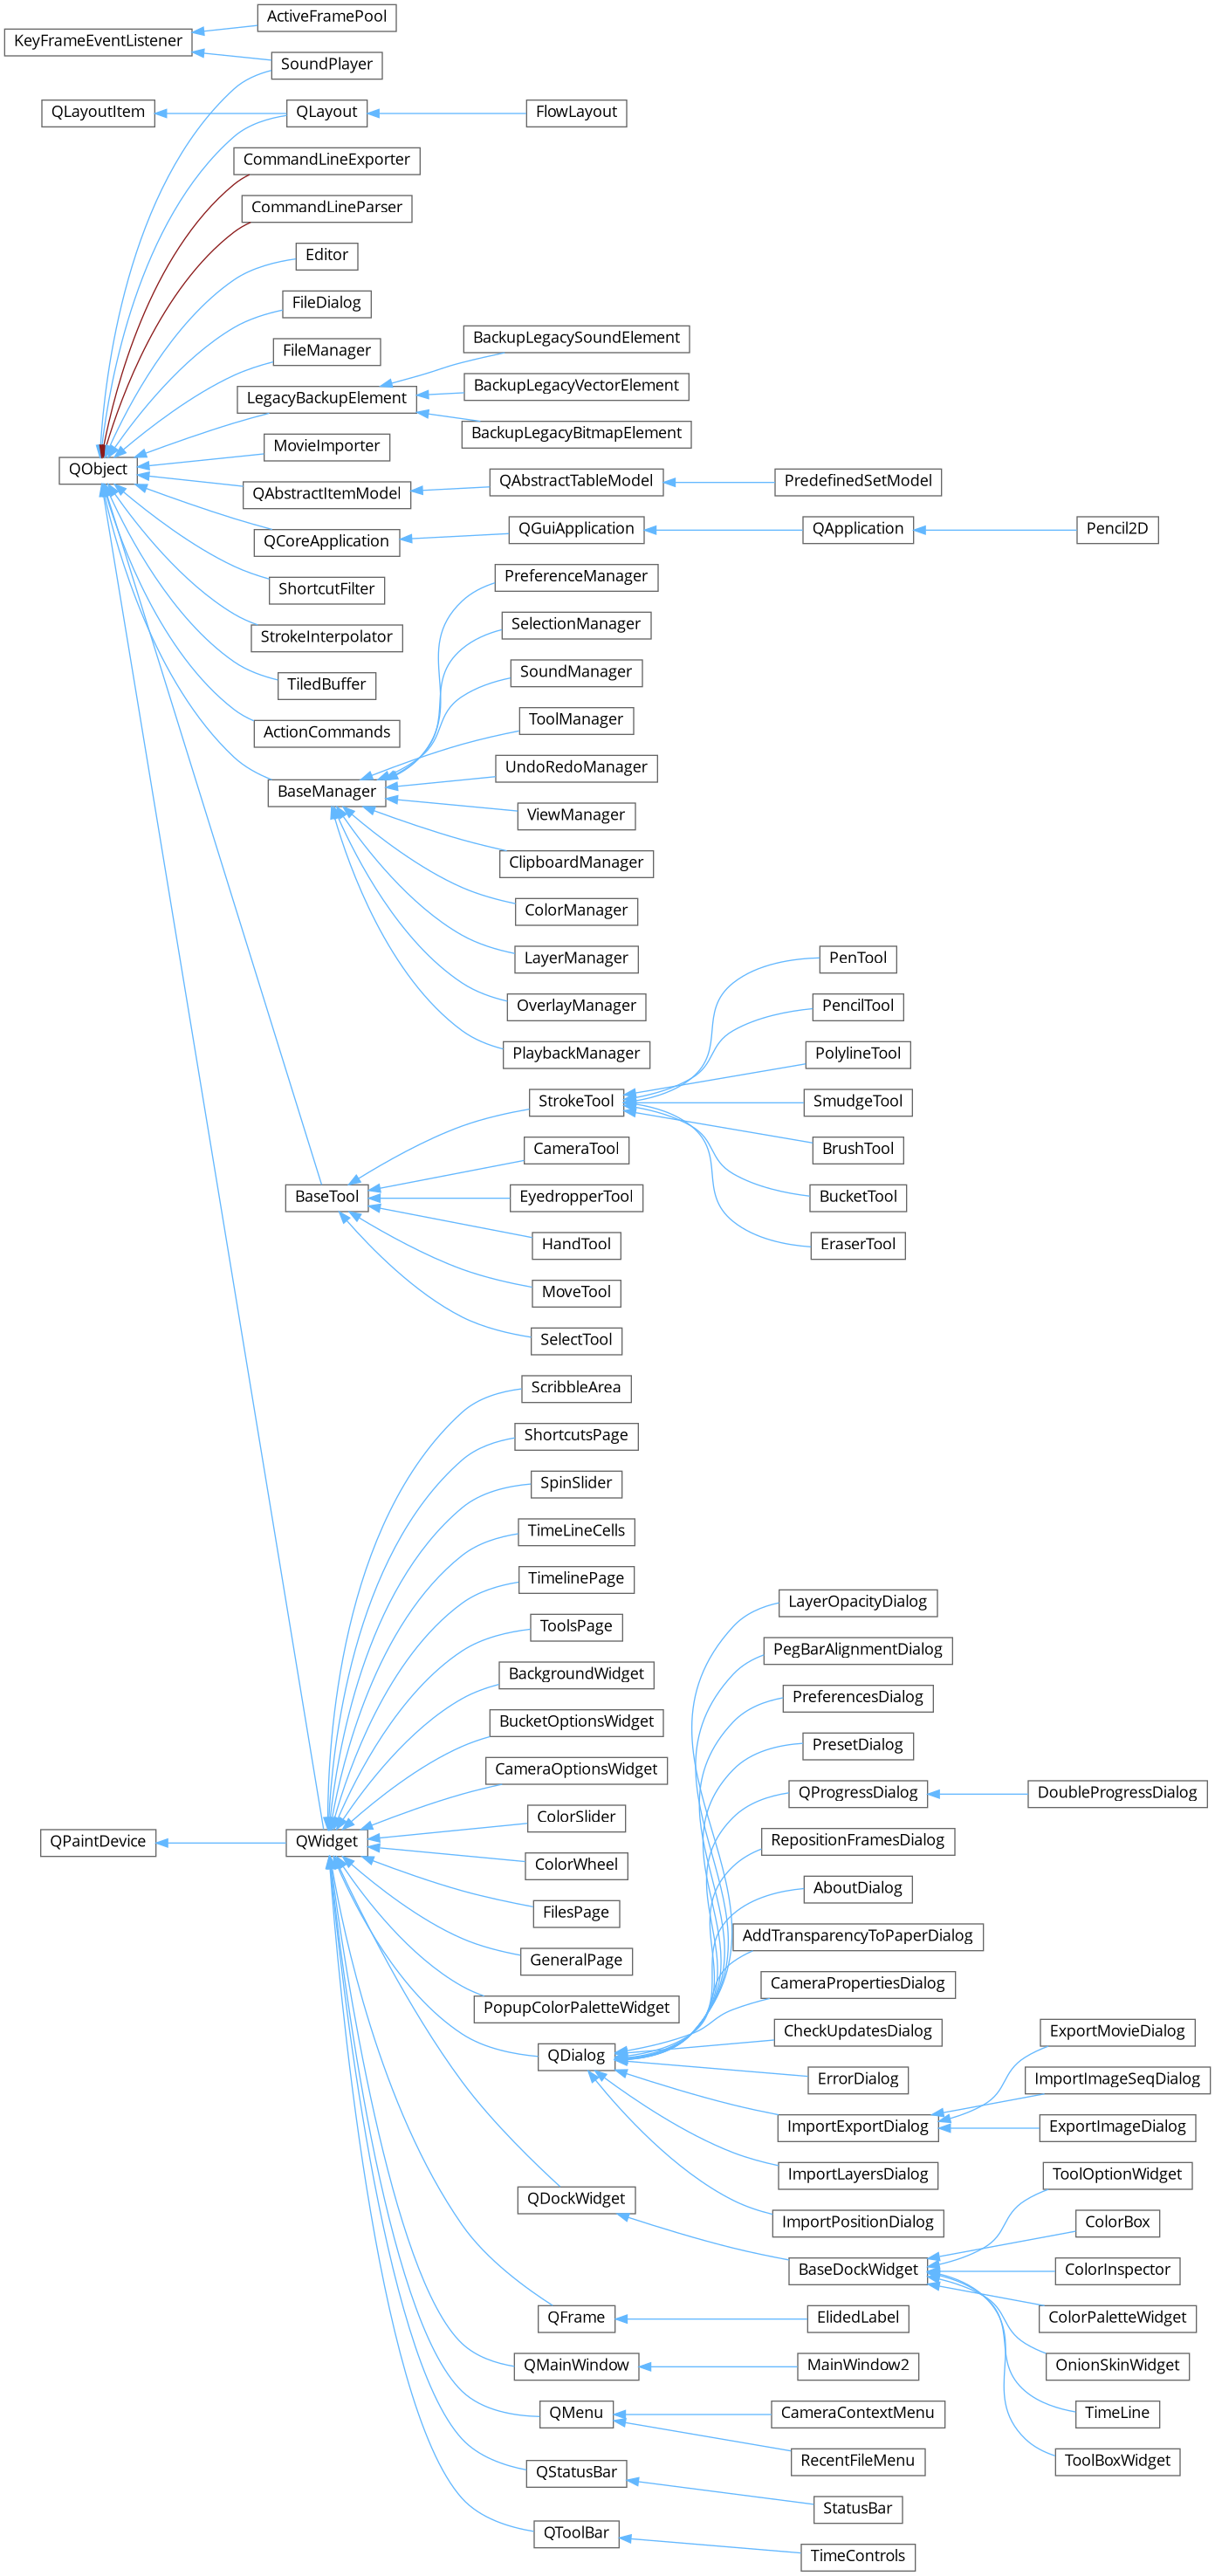 ActiveFramePool
KeyFrameEventListener
SoundPlayer
QLayoutItem
QLayout
FlowLayout
CommandLineExporter
CommandLineParser
Editor
FileDialog
FileManager
BackupLegacySoundElement
BackupLegacyVectorElement
LegacyBackupElement
BackupLegacyBitmapElement
MovieImporter
QObject
QAbstractTableModel
PredefinedSetModel
QAbstractItemModel
QGuiApplication
QApplication
Pencil2D
QCoreApplication
PreferenceManager
ShortcutFilter
SelectionManager
StrokeInterpolator
SoundManager
TiledBuffer
ToolManager
ActionCommands
UndoRedoManager
BaseManager
ViewManager
ClipboardManager
ColorManager
LayerManager
PenTool
OverlayManager
PencilTool
PlaybackManager
PolylineTool
StrokeTool
SmudgeTool
CameraTool
BrushTool
BaseTool
EyedropperTool
BucketTool
HandTool
EraserTool
MoveTool
SelectTool
ScribbleArea
ShortcutsPage
SpinSlider
TimeLineCells
TimelinePage
LayerOpacityDialog
ToolsPage
PegBarAlignmentDialog
BackgroundWidget
PreferencesDialog
BucketOptionsWidget
PresetDialog
CameraOptionsWidget
QProgressDialog
DoubleProgressDialog
ColorSlider
QPaintDevice
QWidget
RepositionFramesDialog
ColorWheel
AboutDialog
FilesPage
AddTransparencyToPaperDialog
GeneralPage
CameraPropertiesDialog
PopupColorPaletteWidget
CheckUpdatesDialog
ExportMovieDialog
QDialog
ErrorDialog
ImportImageSeqDialog
ImportExportDialog
ExportImageDialog
ImportLayersDialog
ToolOptionWidget
QDockWidget
ImportPositionDialog
ColorBox
BaseDockWidget
ColorInspector
QFrame
ElidedLabel
ColorPaletteWidget
QMainWindow
MainWindow2
OnionSkinWidget
QMenu
CameraContextMenu
TimeLine
RecentFileMenu
ToolBoxWidget
QStatusBar
StatusBar
QToolBar
TimeControls